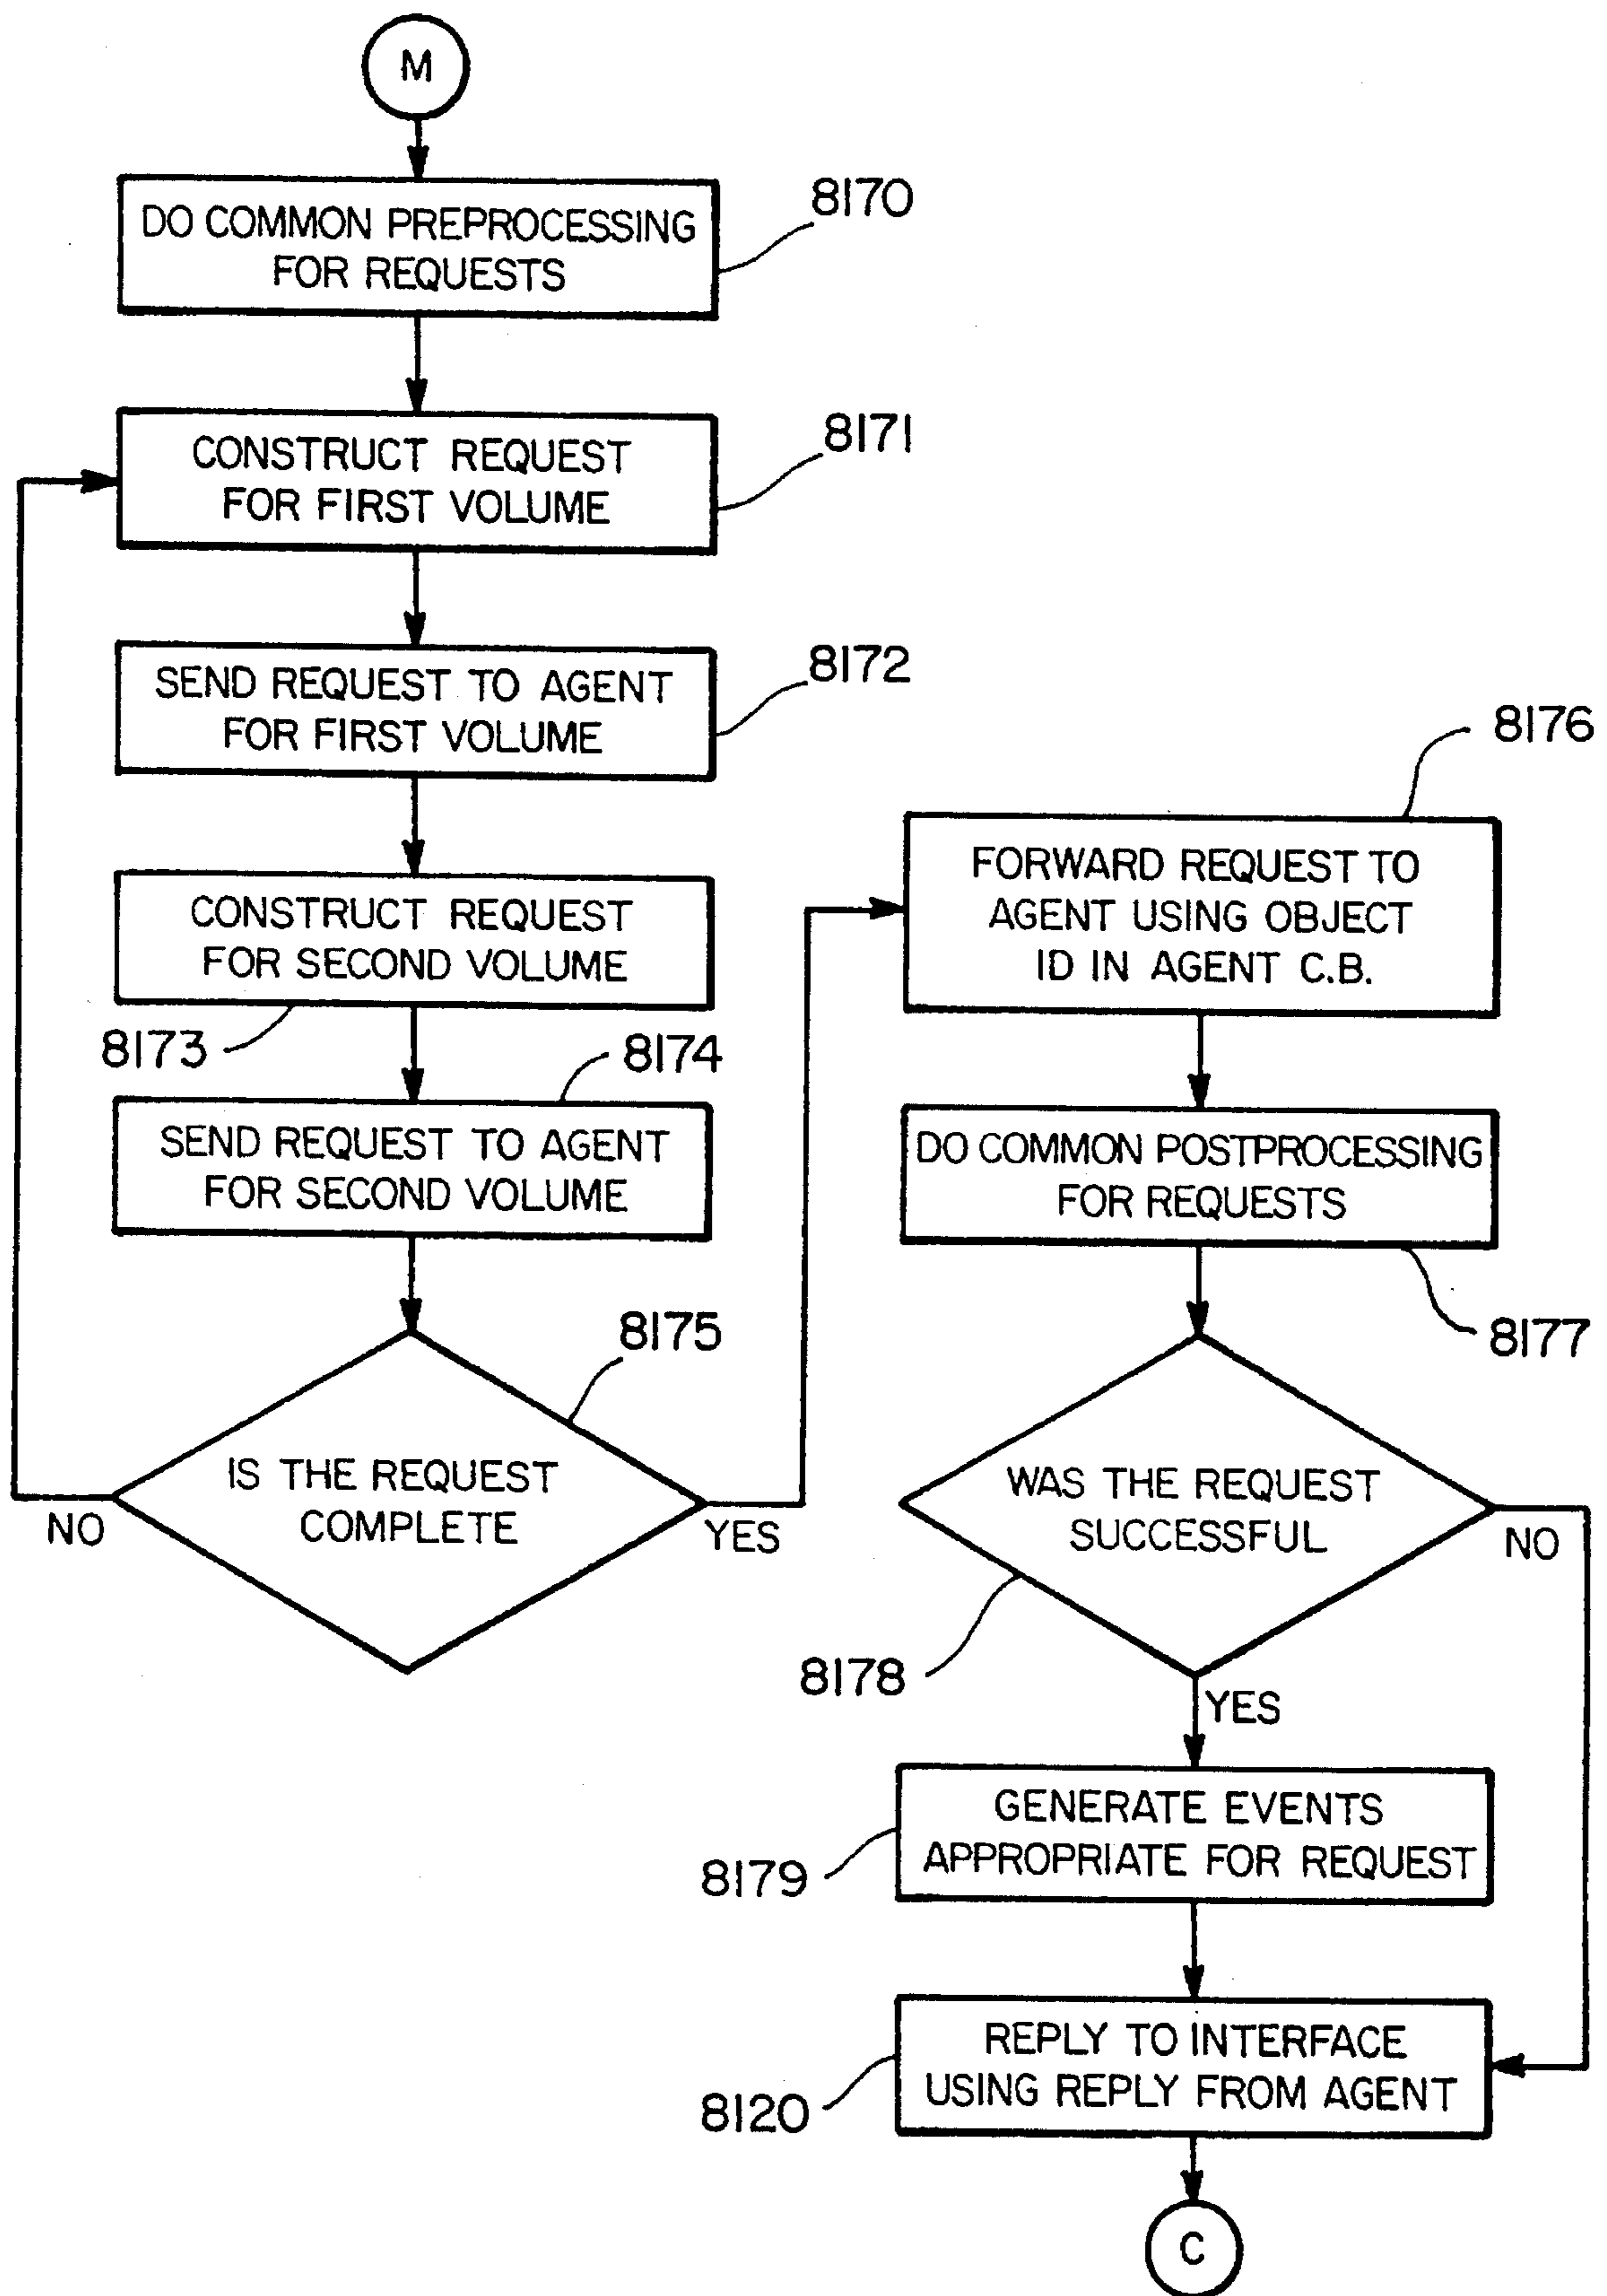 M
8170
DO COMMON PREPROCESSING
FOR REQUESTS
8171
CONSTRUCT REQUEST
FOR FIRST VOLUME
8172
SEND REQUEST TO AGENT
FOR FIRST VOLUME
CONSTRUCT REQUEST
FOR SECOND VOLUME
8173
8174
SEND REQUEST TO AGENT
FOR SECOND VOLUME
8175
IS THE REQUEST
COMPLETE
NO
YES
8176
FORWARD REQUEST TO
AGENT USING OBJECT
ID IN AGENT C.B.
DO COMMON POSTPROCESSING
FOR REQUESTS
8177
WAS THE REQUEST
SUCCESSFUL
NO
8178
YES
GENERATE EVENTS
APPROPRIATE FOR REQUEST
8179
REPLY TO INTERFACE
USING REPLY FROM AGENT
8120
C